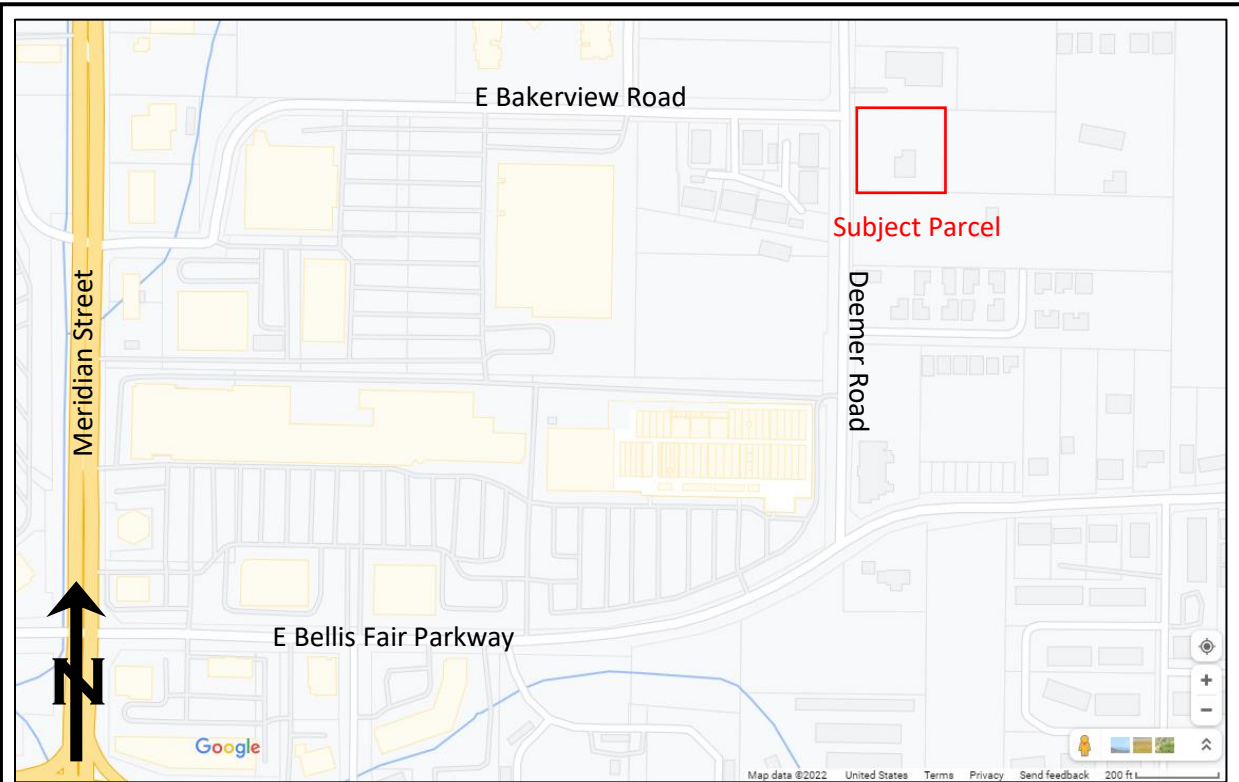 E Bakerview Road
Subject Parcel
Meridian Street
Deemer Road
E Bellis Fair Parkway
N
Google
+
−
Map data ©2022 United States Terms Privacy Send feedback 200 ft